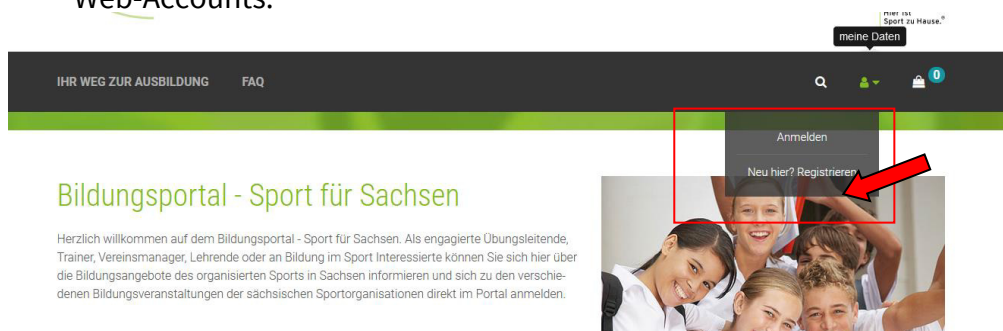 Web-Accounts.
Hier ist
Sport zu Hause.®
meine Daten
IHR WEG ZUR AUSBILDUNG FAQ 0
Anmelden
Neu hier? Registrieren
Bildungsportal - Sport für Sachsen
Herzlich willkommen auf dem Bildungsportal - Sport für Sachsen. Als engagierte Übungsleitende,
Trainer, Vereinsmanager, Lehrende oder an Bildung im Sport Interessierte können Sie sich hier über
die Bildungsangebote des organisierten Sports in Sachsen informieren und sich zu den verschie-
denen Bildungsveranstaltungen der sächsischen Sportorganisationen direkt im Portal anmelden.